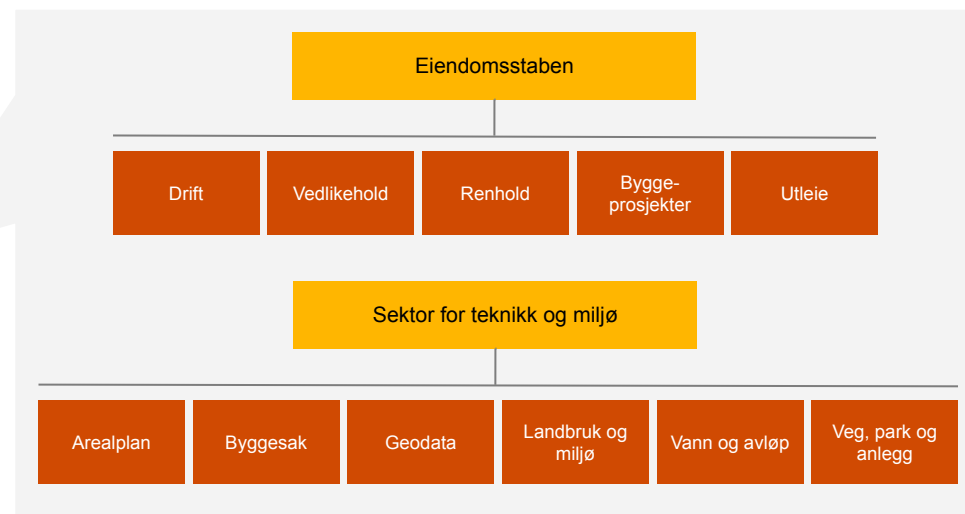 Eiendomsstaben
Drift
Vedlikehold
Renhold
Bygge-
prosjekter
Utleie
Sektor for teknikk og miljø
Arealplan
Byggesak
Geodata
Landbruk og
miljø
Vann og avløp
Veg, park og
anlegg